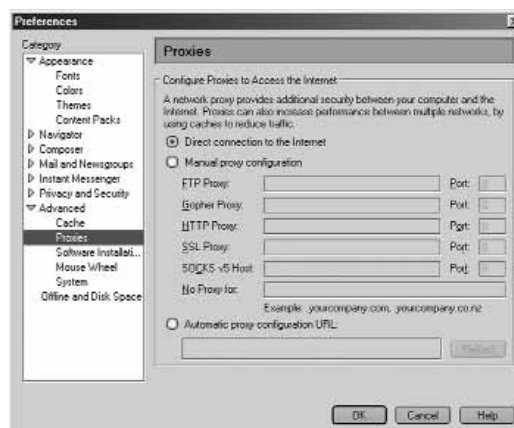 Preferences
Category
Appearance
Fonts
Colors
Themes
Content Packs
Navigator
Composer
Mail and Newsgroups
Instant Messenger
Privacy and Security
Advanced
Cache
Proxies
Software Installati...
Mouse Wheel
System
Offline and Disk Space
Proxies
Configure Proxies to Access the Internet
A network proxy provides additional security between your computer and the
Internet. Proxies can also increase performance between multiple networks, by
using caches to reduce traffic.
Direct connection to the Internet
Manual proxy configuration
FTP Proxy: Port:
Gopher Proxy: Port:
HTTP Proxy: Port:
SSL Proxy: Port:
SOCKS v5 Host: Port:
No Proxy for:
Example: .yourcompany.com, .yourcompany.co.nz
Automatic proxy configuration URL:
OK Cancel Help